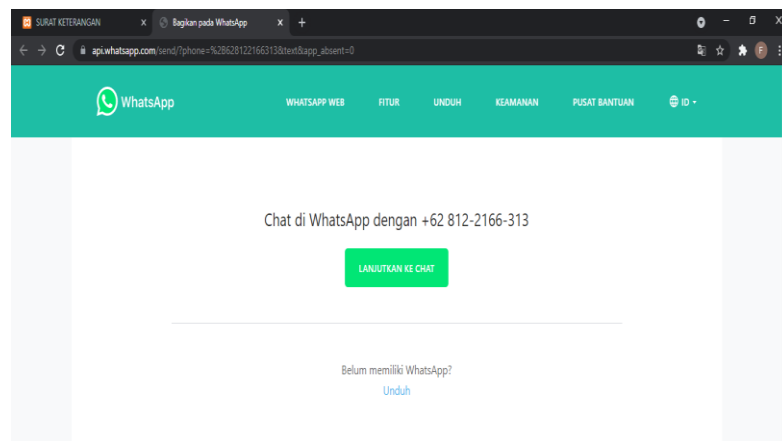 SURAT KETERANGAN
Bagikan pada WhatsApp
api.whatsapp.com/send/?phone=%2B628122166313&text&app_absent=0
F
WhatsApp
WHATSAPP WEB
FITUR
UNDUH
KEAMANAN
PUSAT BANTUAN
ID
Chat di WhatsApp dengan +62 812-2166-313
LANJUTKAN KE CHAT
Belum memiliki WhatsApp?
Unduh